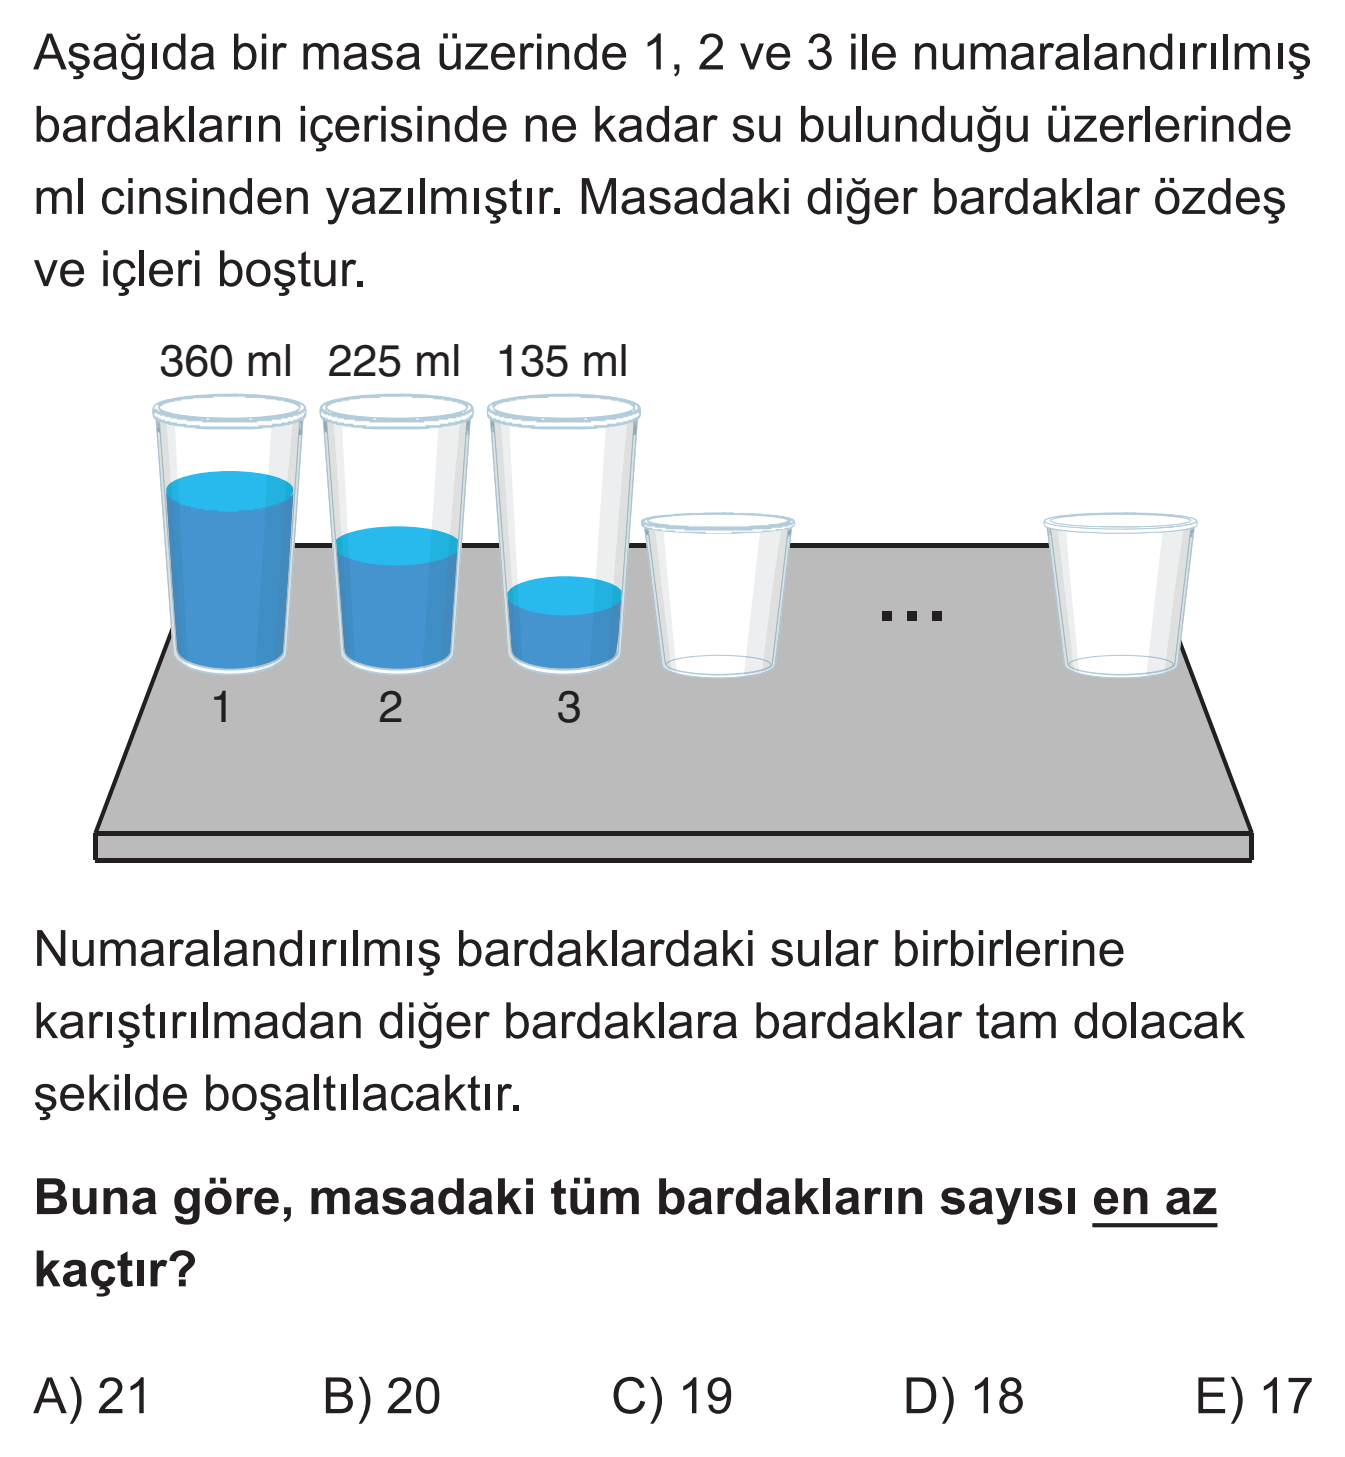 Aşağıda bir masa üzerinde 1, 2 ve 3 ile numaralandırılmış
bardakların içerisinde ne kadar su bulunduğu üzerlerinde
ml cinsinden yazılmıştır. Masadaki diğer bardaklar özdeş
ve içleri boştur.
360 ml 225 ml 135 ml
...
1 2 3
Numaralandırılmış bardaklardaki sular birbirlerine
karıştırılmadan diğer bardaklara bardaklar tam dolacak
şekilde boşaltılacaktır.
Buna göre, masadaki tüm bardakların sayısı en az
kaçtır?
A) 21 B) 20 C) 19 D) 18 E) 17